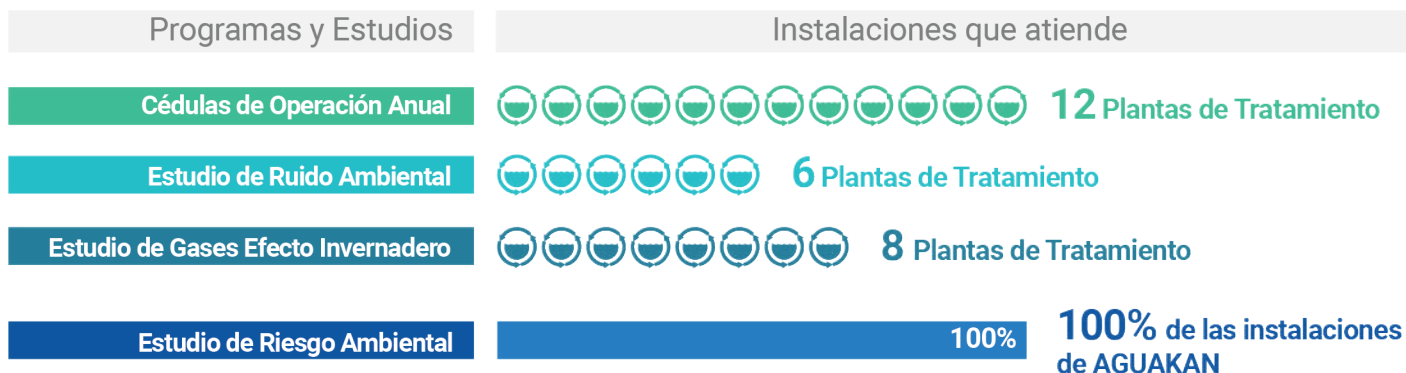 Programas y Estudios
Instalaciones que atiende
Cédulas de Operación Anual
12 Plantas de Tratamiento
Estudio de Ruido Ambiental
6 Plantas de Tratamiento
Estudio de Gases Efecto Invernadero
8 Plantas de Tratamiento
Estudio de Riesgo Ambiental
100%
100% de las instalaciones
de AGUAKAN